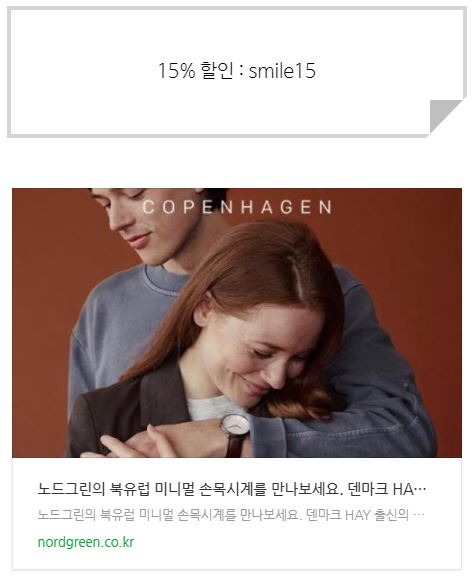 15% 할인 : smile15
COPENHAGEN
노드그린의 북유럽 미니멀 손목시계를 만나보세요. 덴마크 HA…
노드그린의 북유럽 미니멀 손목시계를 만나보세요. 덴마크 HAY 출신의 …
nordgreen.co.kr